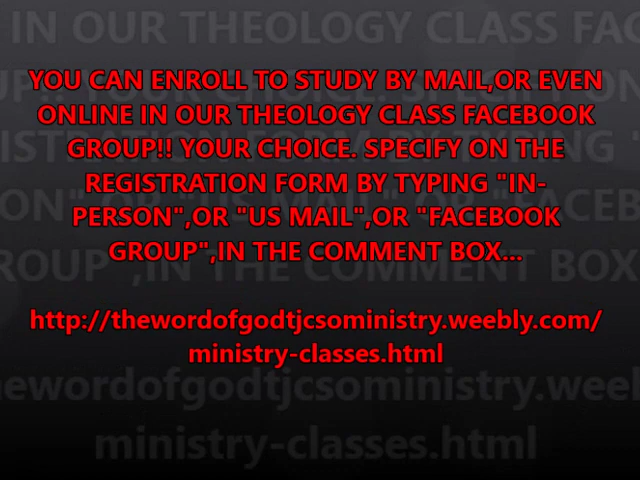 YOU CAN ENROLL TO STUDY BY MAIL,OR EVEN
ONLINE IN OUR THEOLOGY CLASS FACEBOOK
GROUP!! YOUR CHOICE. SPECIFY ON THE
REGISTRATION FORM BY TYPING "IN-
PERSON",OR "US MAIL",OR "FACEBOOK
GROUP",IN THE COMMENT BOX...
http://thewordofgodtjcsoministry.weebly.com/
ministry-classes.html